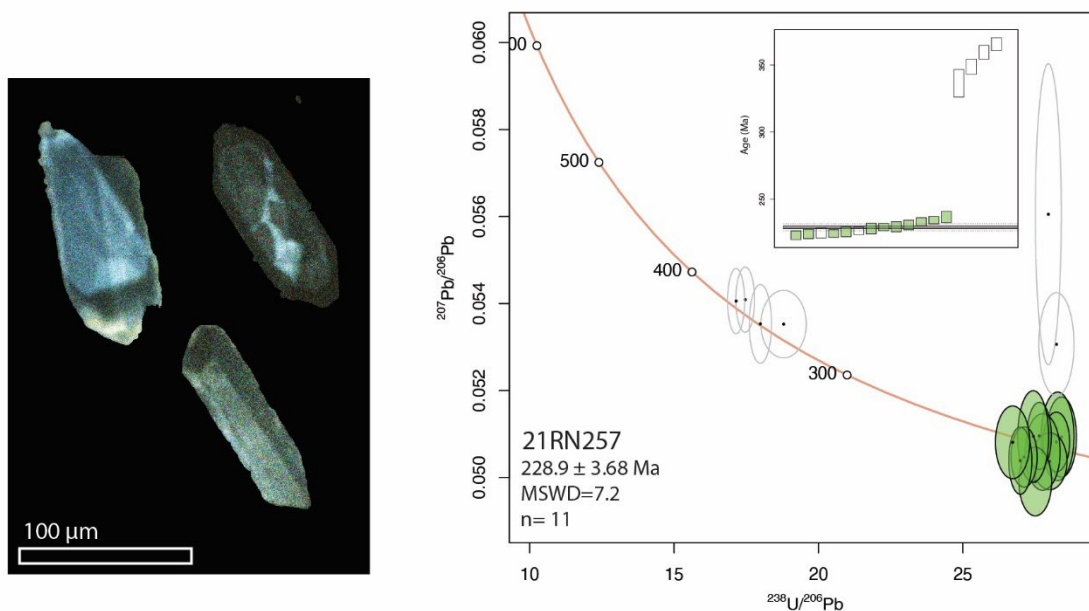 100 µm
0.060
0.058
0.056
0.054
0.052
0.050
²⁰⁷Pb/²⁰⁶Pb
00
500
400
300
21RN257
228.9 ± 3.68 Ma
MSWD=7.2
n= 11
10
15
20
25
²³⁸U/²⁰⁶Pb
350
300
250
Age (Ma)